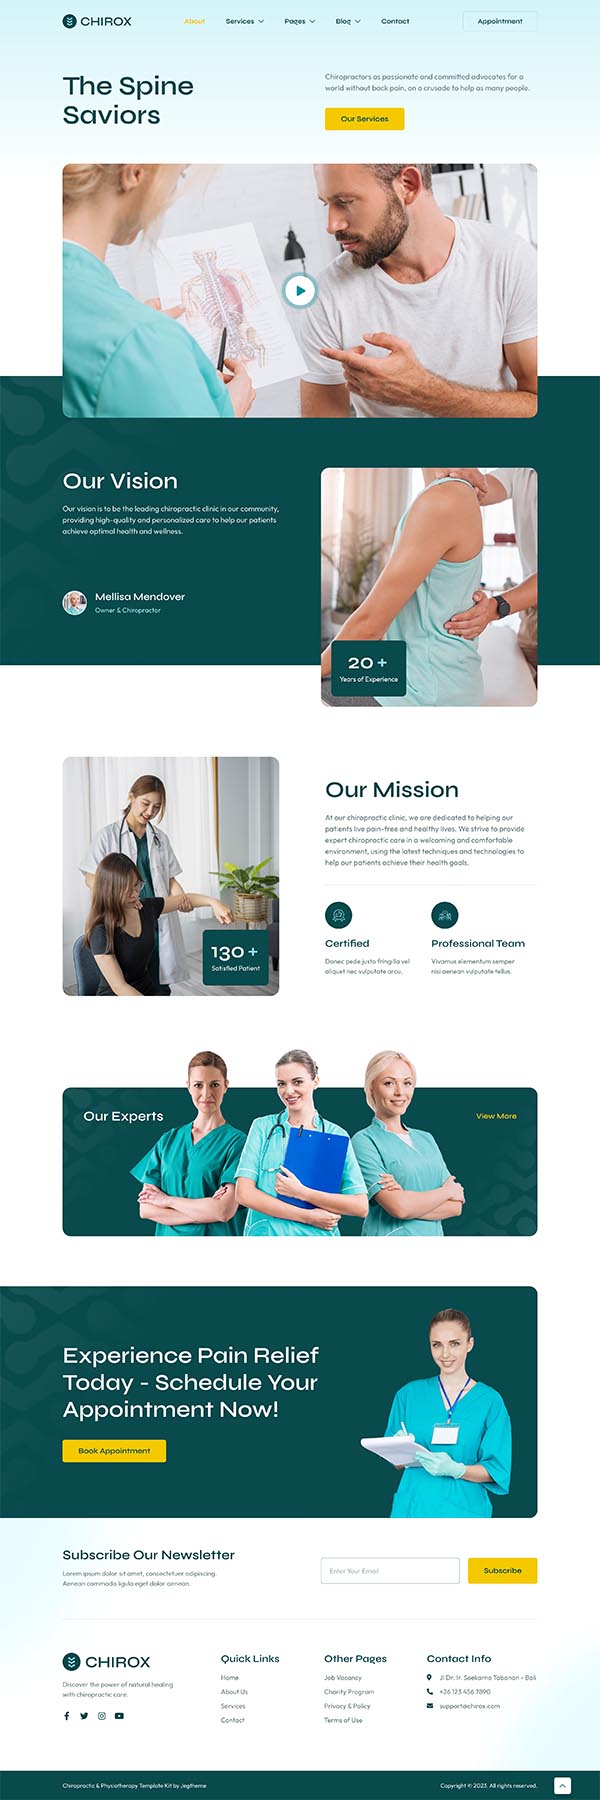 CHIROX
About
Services
Pages
Blog
Contact
Appointment
The Spine
Saviors
Chiropractors as passionate and committed advocates for a
world without back pain, on a crusade to help as many people.
Our Services
Our Vision
Our vision is to be the leading chiropractic clinic in our community,
providing high-quality and personalized care to help our patients
achieve optimal health and wellness.
Mellisa Mendover
Owner & Chiropractor
20 +
Years of Experience
Our Mission
At our chiropractic clinic, we are dedicated to helping our
patients live pain-free and healthy lives. We strive to provide
expert chiropractic care in a welcoming and comfortable
environment, using the latest techniques and technologies to
help our patients achieve their health goals.
130 +
Satisfied Patient
Certified
Donec pede justo fringilla vel
aliquet nec vulputate arcu.
Professional Team
Vivamus elementum semper
nisi aenean vulputate tellus.
Our Experts
View More
Experience Pain Relief
Today - Schedule Your
Appointment Now!
Book Appointment
Subscribe Our Newsletter
Lorem ipsum dolor sit amet, consectetuer adipiscing.
Aenean commodo ligula eget dolor aenean.
Enter Your Email
Subscribe
CHIROX
Discover the power of natural healing
with chiropractic care.
Quick Links
Home
About Us
Services
Contact
Other Pages
Job Vacancy
Charity Program
Privacy & Policy
Terms of Use
Contact Info
Jl Dr. Ir. Soekarno Tabanan - Bali
+26 123 456 7890
support@chirox.com
Chiropractic & Physiotherapy Template Kit by Jegtheme
Copyright © 2023. All rights reserved.